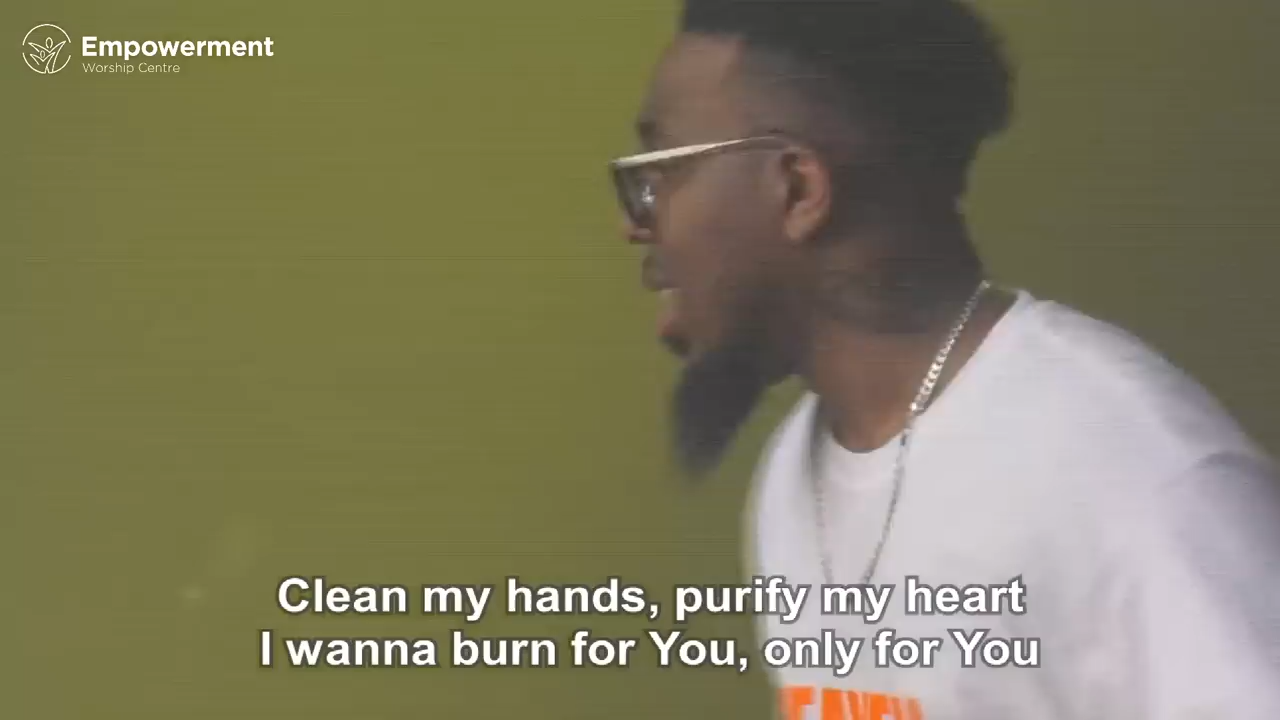 Empowerment
Worship Centre
Clean my hands, purify my heart
I wanna burn for You, only for You